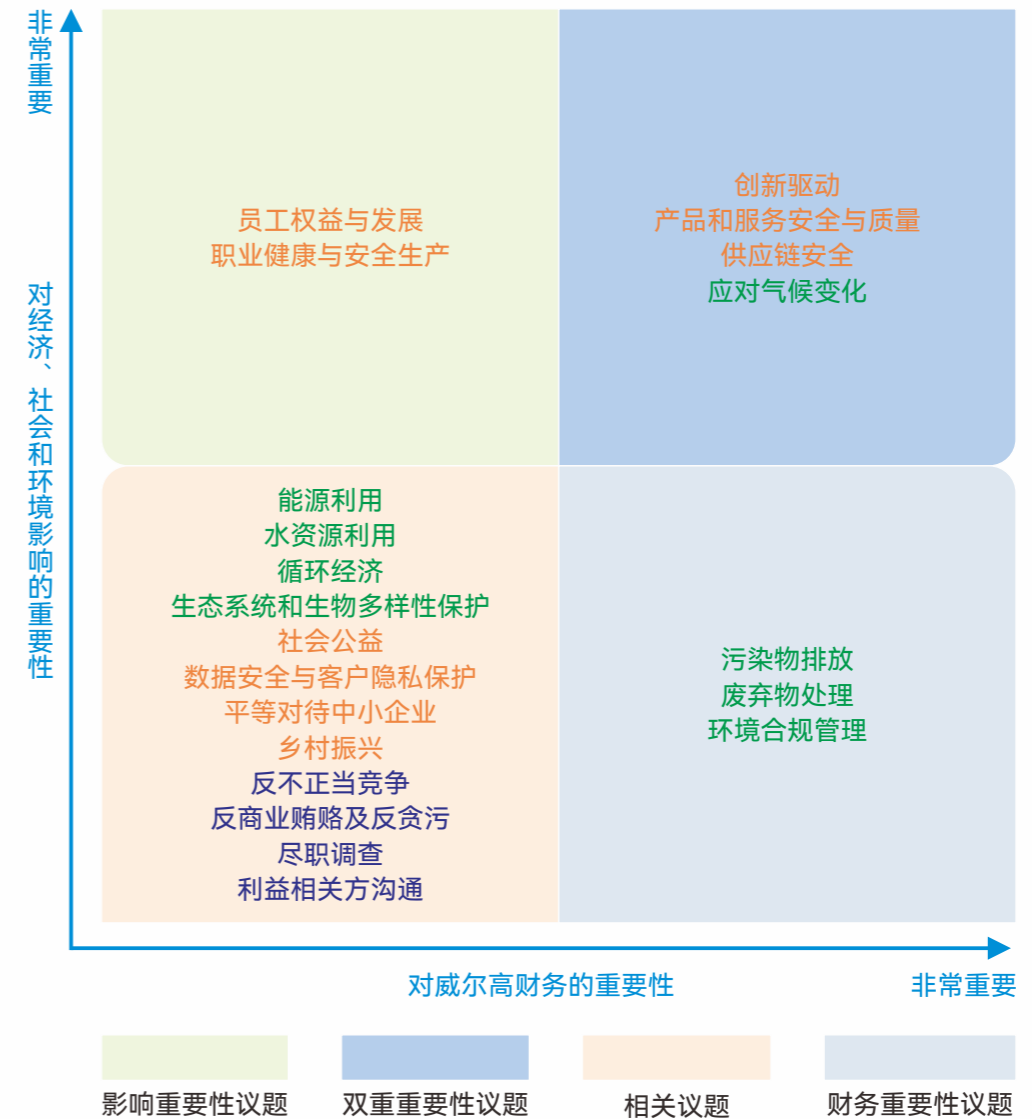 非常重要
对经济、社会和环境影响的重要性
员工权益与发展
职业健康与安全生产
创新驱动
产品和服务安全与质量
供应链安全
应对气候变化
能源利用
水资源利用
循环经济
生态系统和生物多样性保护
社会公益
数据安全与客户隐私保护
平等对待中小企业
乡村振兴
反不正当竞争
反商业贿赂及反贪污
尽职调查
利益相关方沟通
污染物排放
废弃物处理
环境合规管理
对威尔高财务的重要性
非常重要
影响重要性议题
双重重要性议题
相关议题
财务重要性议题